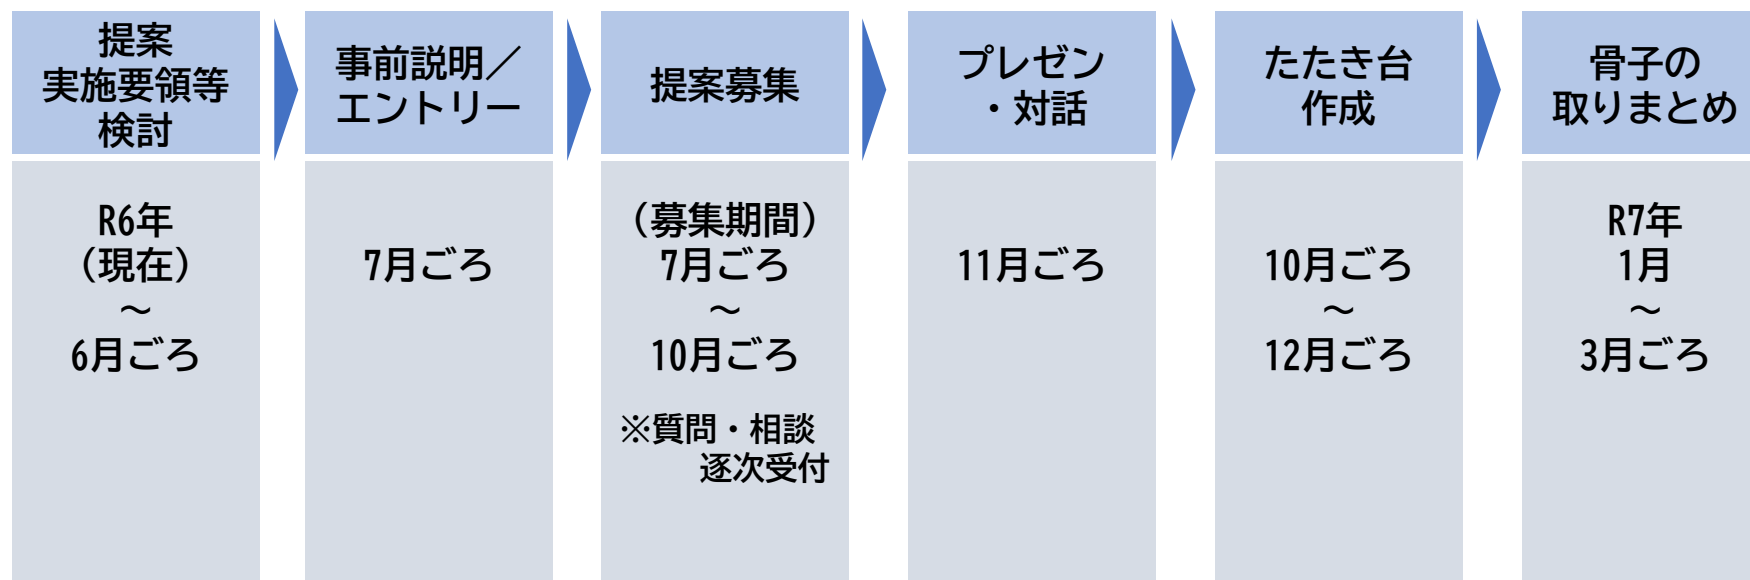 提案
実施要領等
検討
事前説明／
エントリー
提案募集
プレゼン
・対話
たたき台
作成
骨子の
取りまとめ
R6年
（現在）
～
6月ごろ
7月ごろ
（募集期間）
7月ごろ
～
10月ごろ
※質問・相談
逐次受付
11月ごろ
10月ごろ
～
12月ごろ
R7年
1月
～
3月ごろ